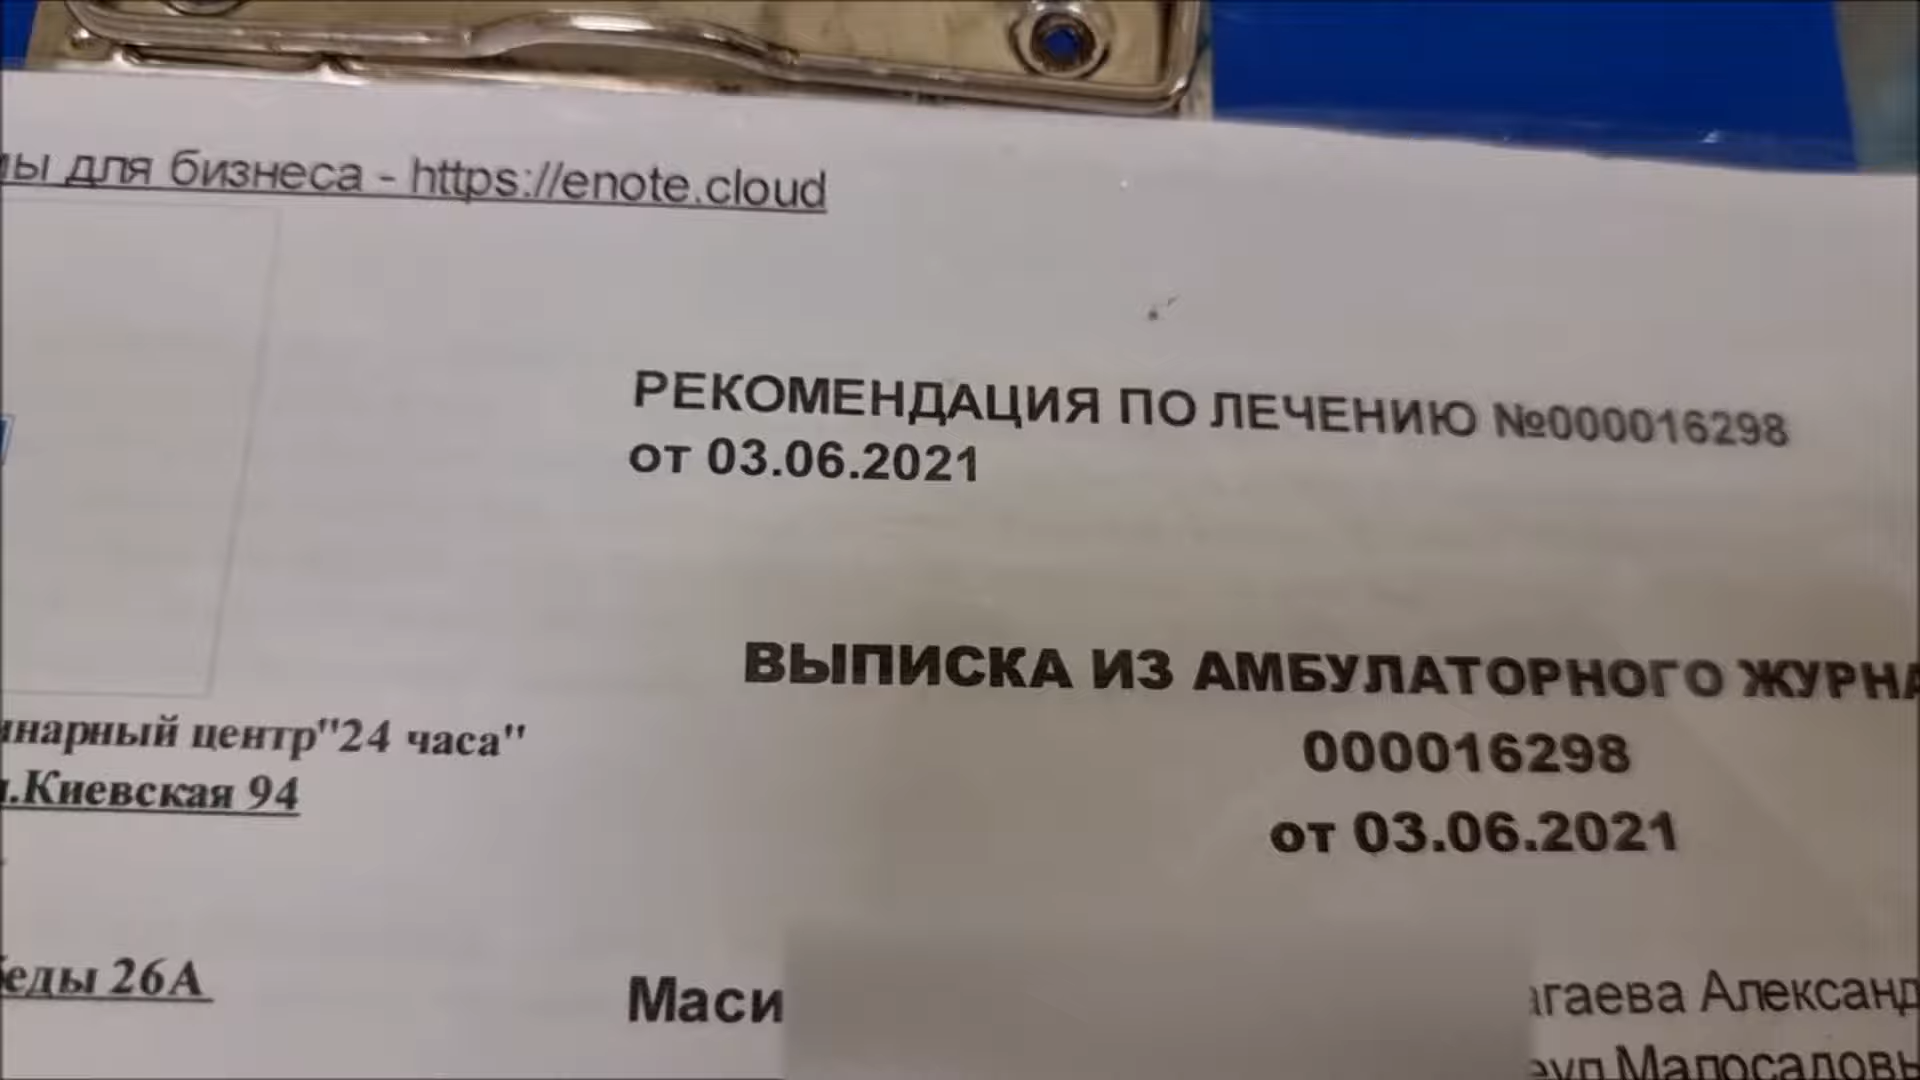 для бизнеса - https://enote.cloud
РЕКОМЕНДАЦИЯ ПО ЛЕЧЕНИЮ №000016298
от 03.06.2021
ВЫПИСКА ИЗ АМБУЛАТОРНОГО ЖУРНА
000016298
от 03.06.2021
инарный центр"24 часа"
.Киевская 94
еды 26А
Маси
агаева Александ
Малосадовы